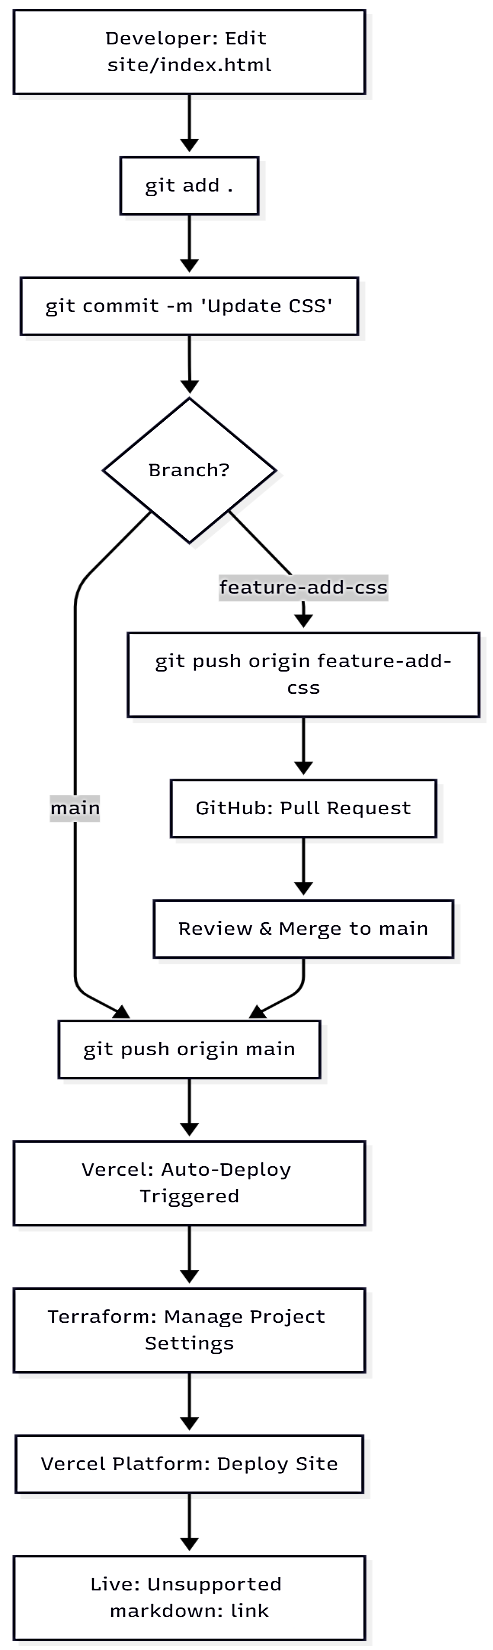 Developer: Edit
site/index.html
git add .
git commit -m 'Update CSS'
Branch?
feature-add-css
git push origin feature-add-
css
main
GitHub: Pull Request
Review & Merge to main
git push origin main
Vercel: Auto-Deploy
Triggered
Terraform: Manage Project
Settings
Vercel Platform: Deploy Site
Live: Unsupported
markdown: link